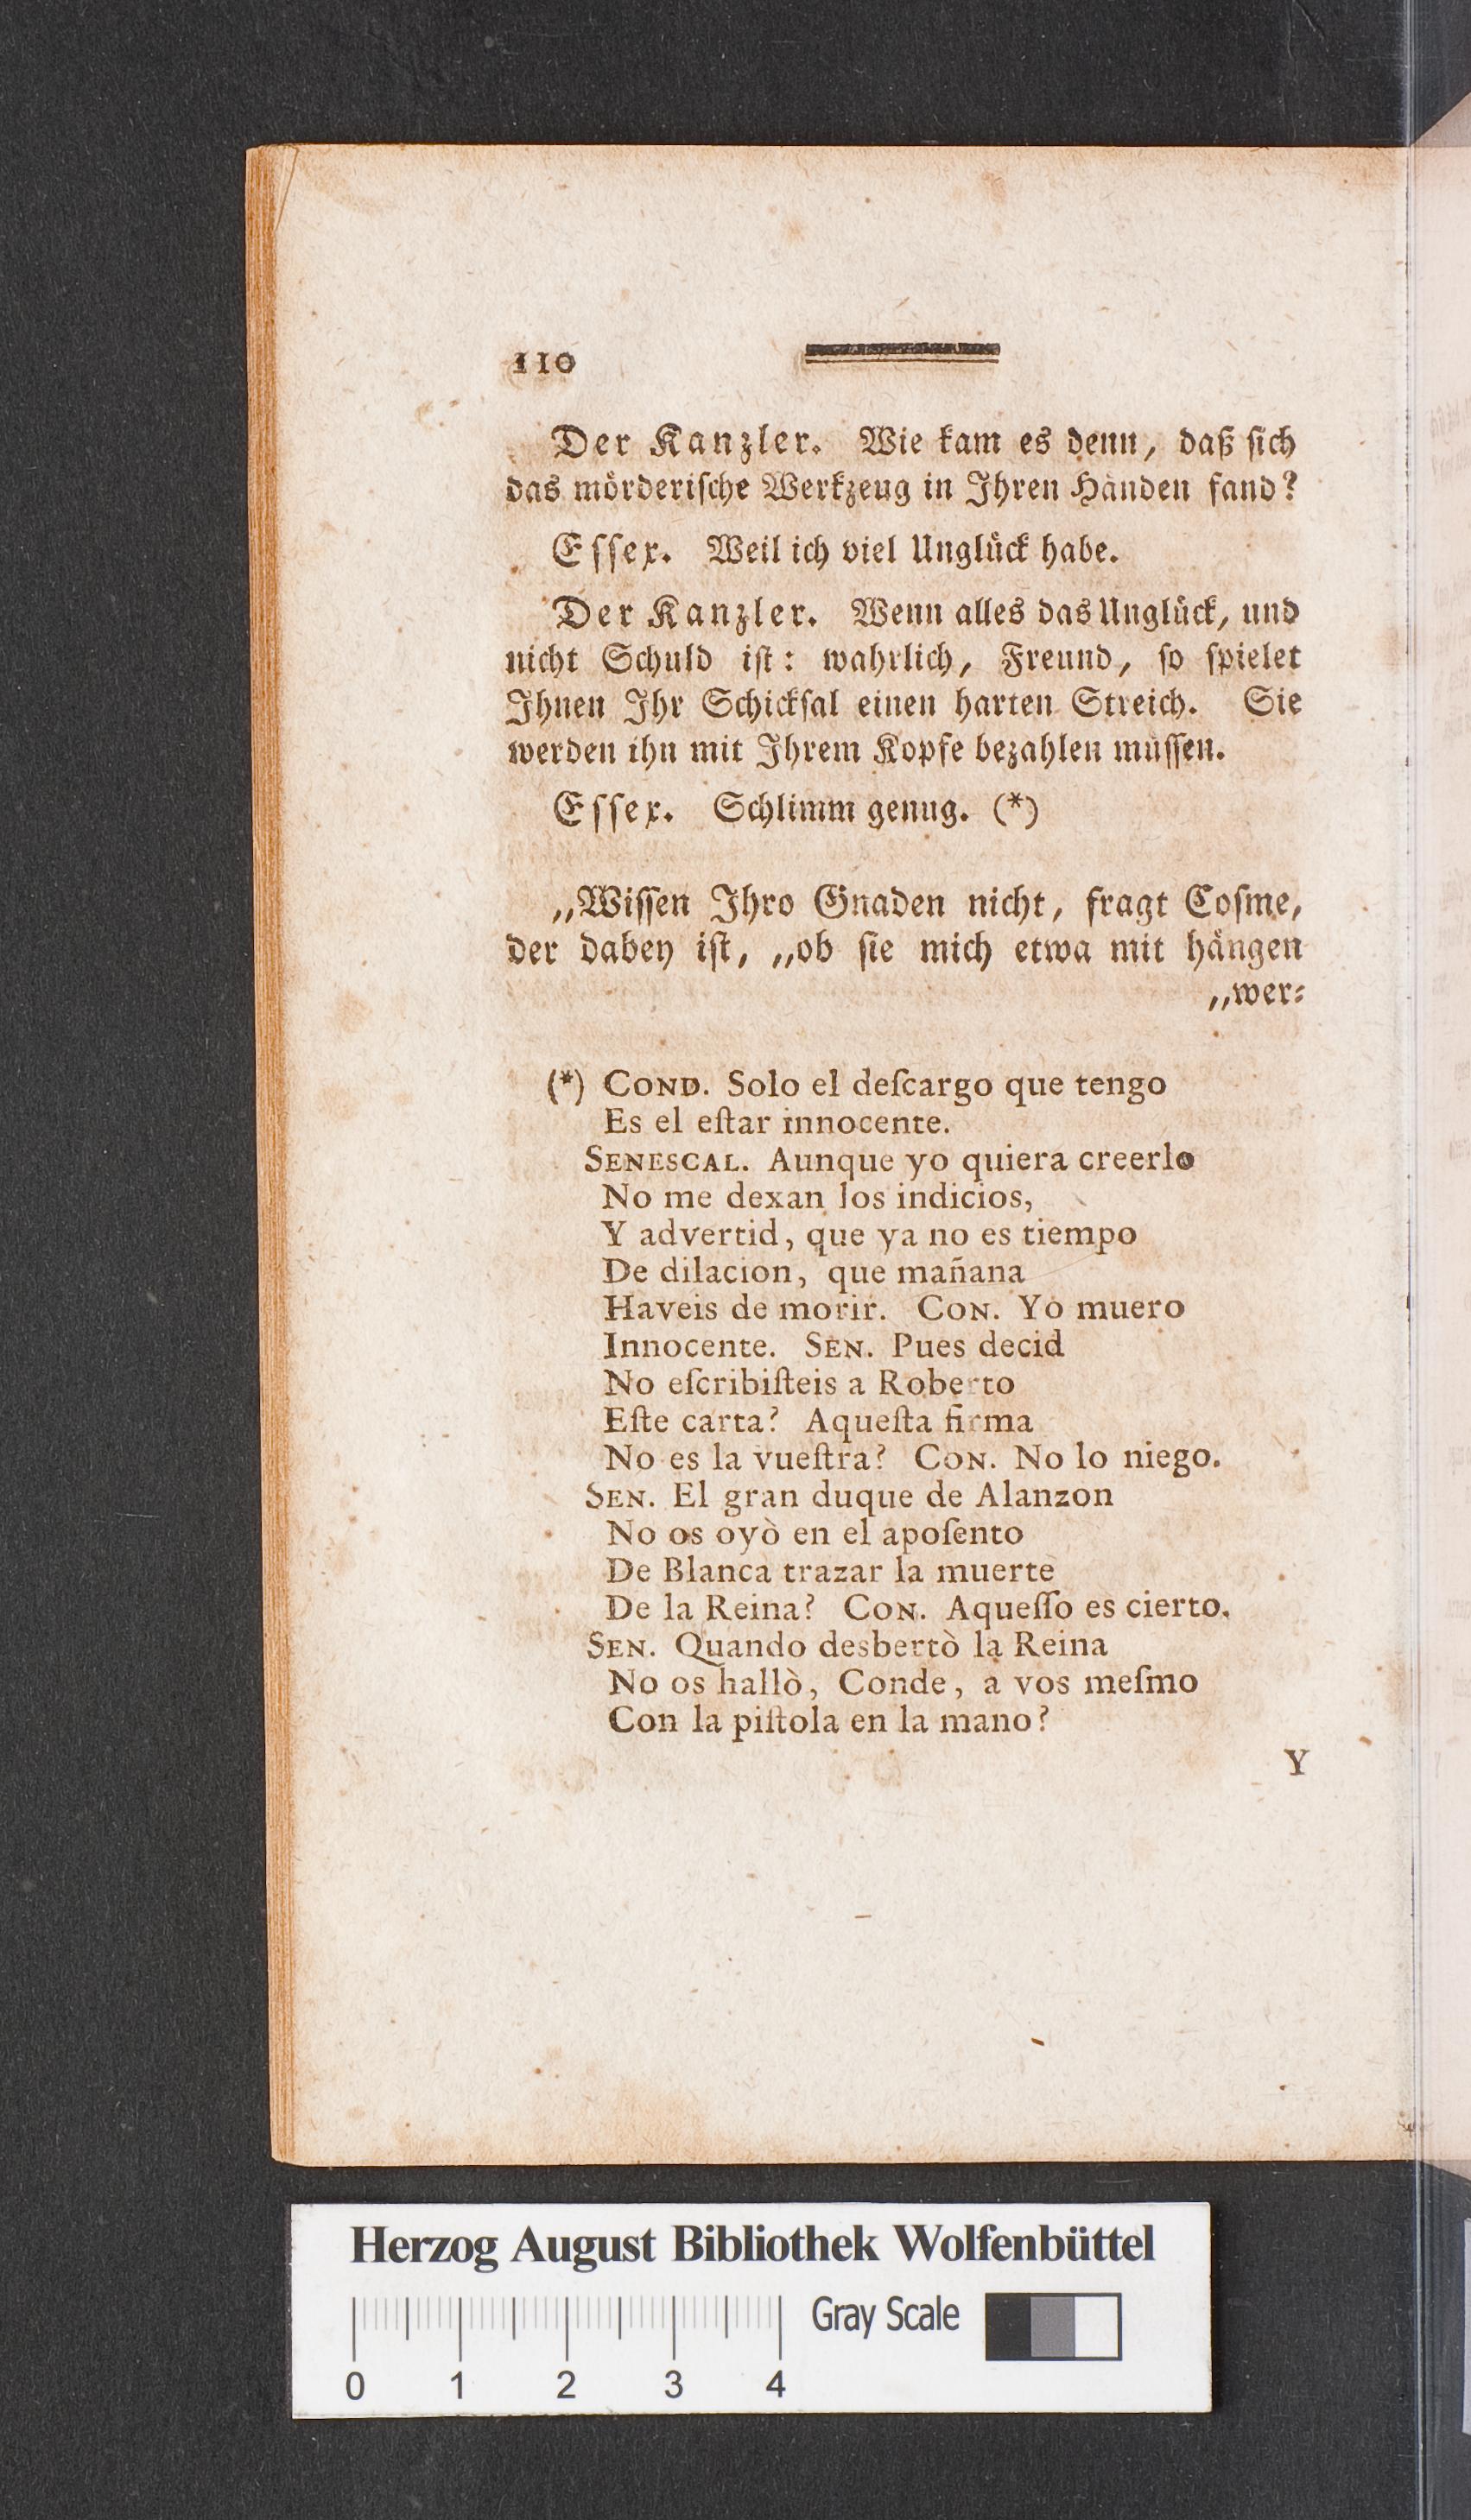 110
Der Kanzler. Wie kam es denn, daß ſich
das mörderiſche Werkzeug in Ihren Händen fand?
Eſſex. Weil ich viel Unglück habe.
Der Kanzler. Wenn alles das Unglück, und
nicht Schuld iſt: wahrlich, Freund, ſo ſpielet
Ihnen Ihr Schickſal einen harten Streich. Sie
werden ihn mit Ihrem Kopfe bezahlen müſſen.
Eſſex. Schlimm genug. (*)
„Wiſſen Ihro Gnaden nicht, fragt Coſme,
der dabey iſt, „ob ſie mich etwa mit hängen
„wer⸗
(*) COND. Solo el deſcargo que tengo
Es el eſtar innocente.
SENESCAL. Aunque yo quiera creerlo
No me dexan los indicios,
Y advertid, que ya no es tiempo
De dilacion, que mañana
Haveis de morir. CON. Yo muero
Innocente. SEN. Pues decid
No eſcribiſteis a Roberto
Eſte carta? Aqueſta firma
No es la vueſtra? CON. No lo niego.
SEN. El gran duque de Alanzon
No os oyò en el apoſento
De Blanca trazar la muerte
De la Reina? CON. Aqueſſo es cierto.
SEN. Quando desbertò la Reina
No os hallò, Conde, a vos meſmo
Con la piſtola en la mano?
Y
Herzog August Bibliothek Wolfenbüttel
Gray Scale
0 1 2 3 4